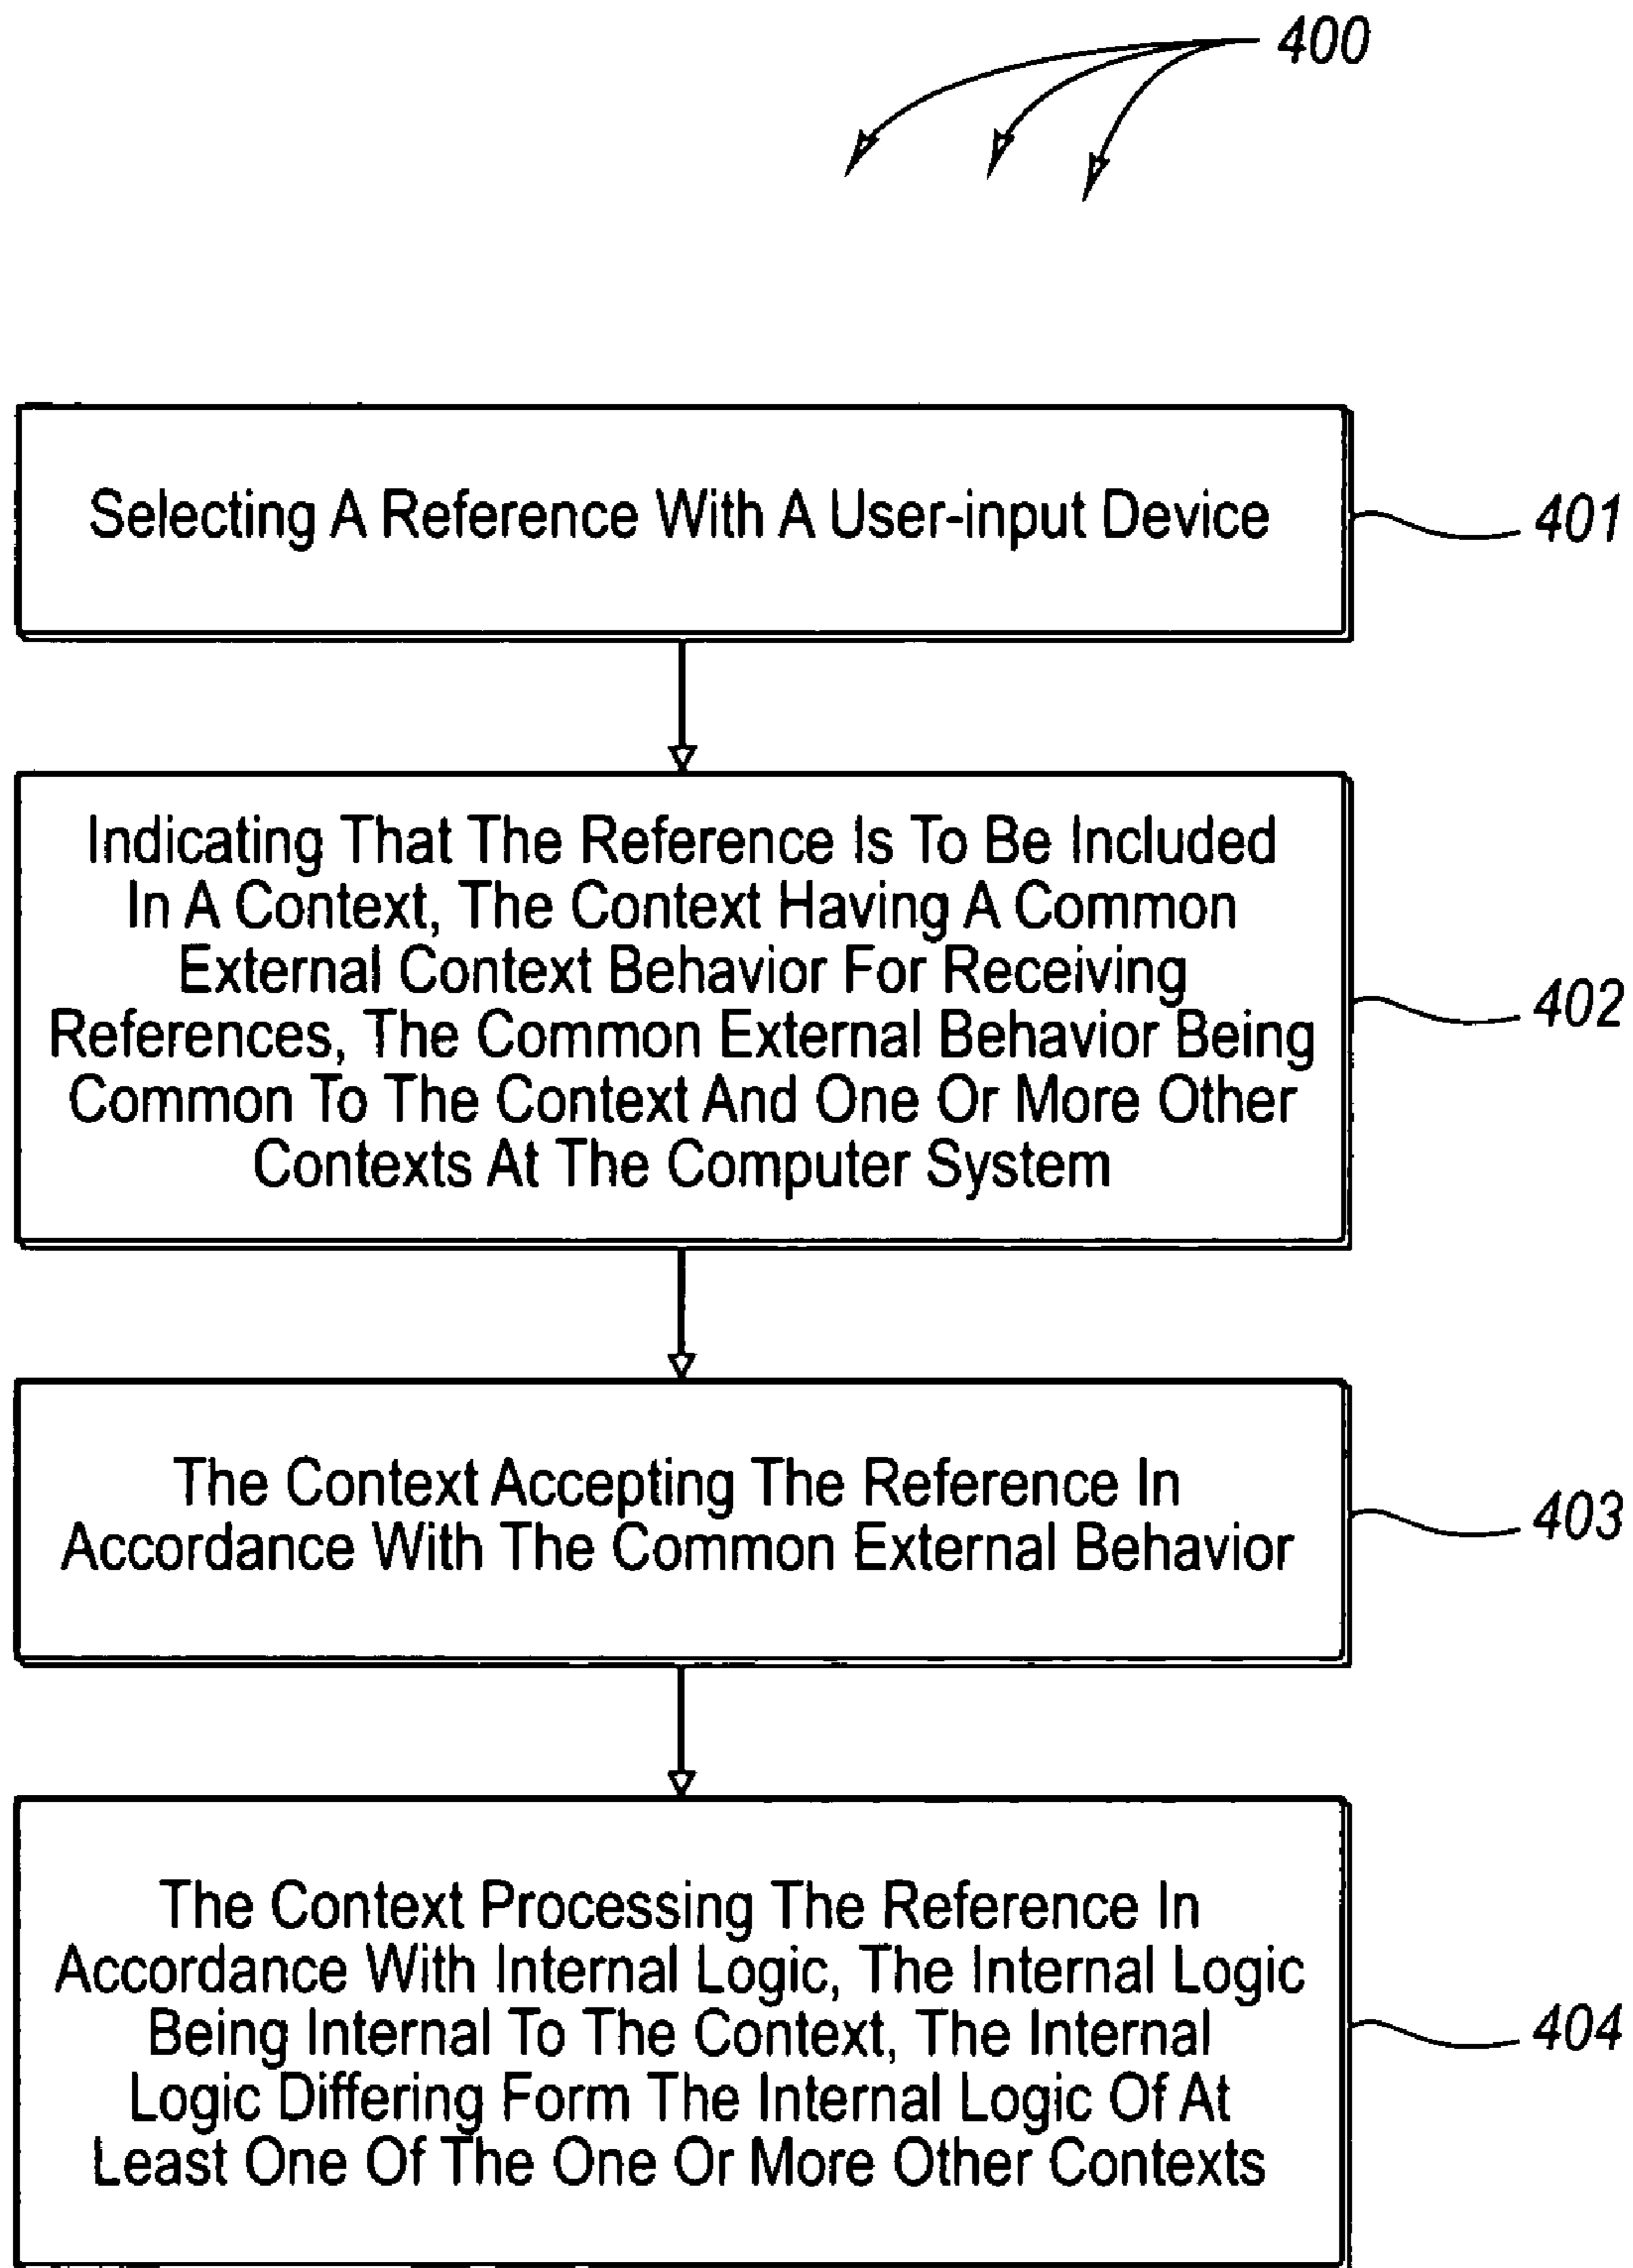 400
Selecting A Reference With A User-input Device
401
Indicating That The Reference Is To Be Included
In A Context, The Context Having A Common
External Context Behavior For Receiving
References, The Common External Behavior Being
Common To The Context And One Or More Other
Contexts At The Computer System
402
The Context Accepting The Reference In
Accordance With The Common External Behavior
403
The Context Processing The Reference In
Accordance With Internal Logic, The Internal Logic
Being Internal To The Context, The Internal
Logic Differing Form The Internal Logic Of At
Least One Of The One Or More Other Contexts
404